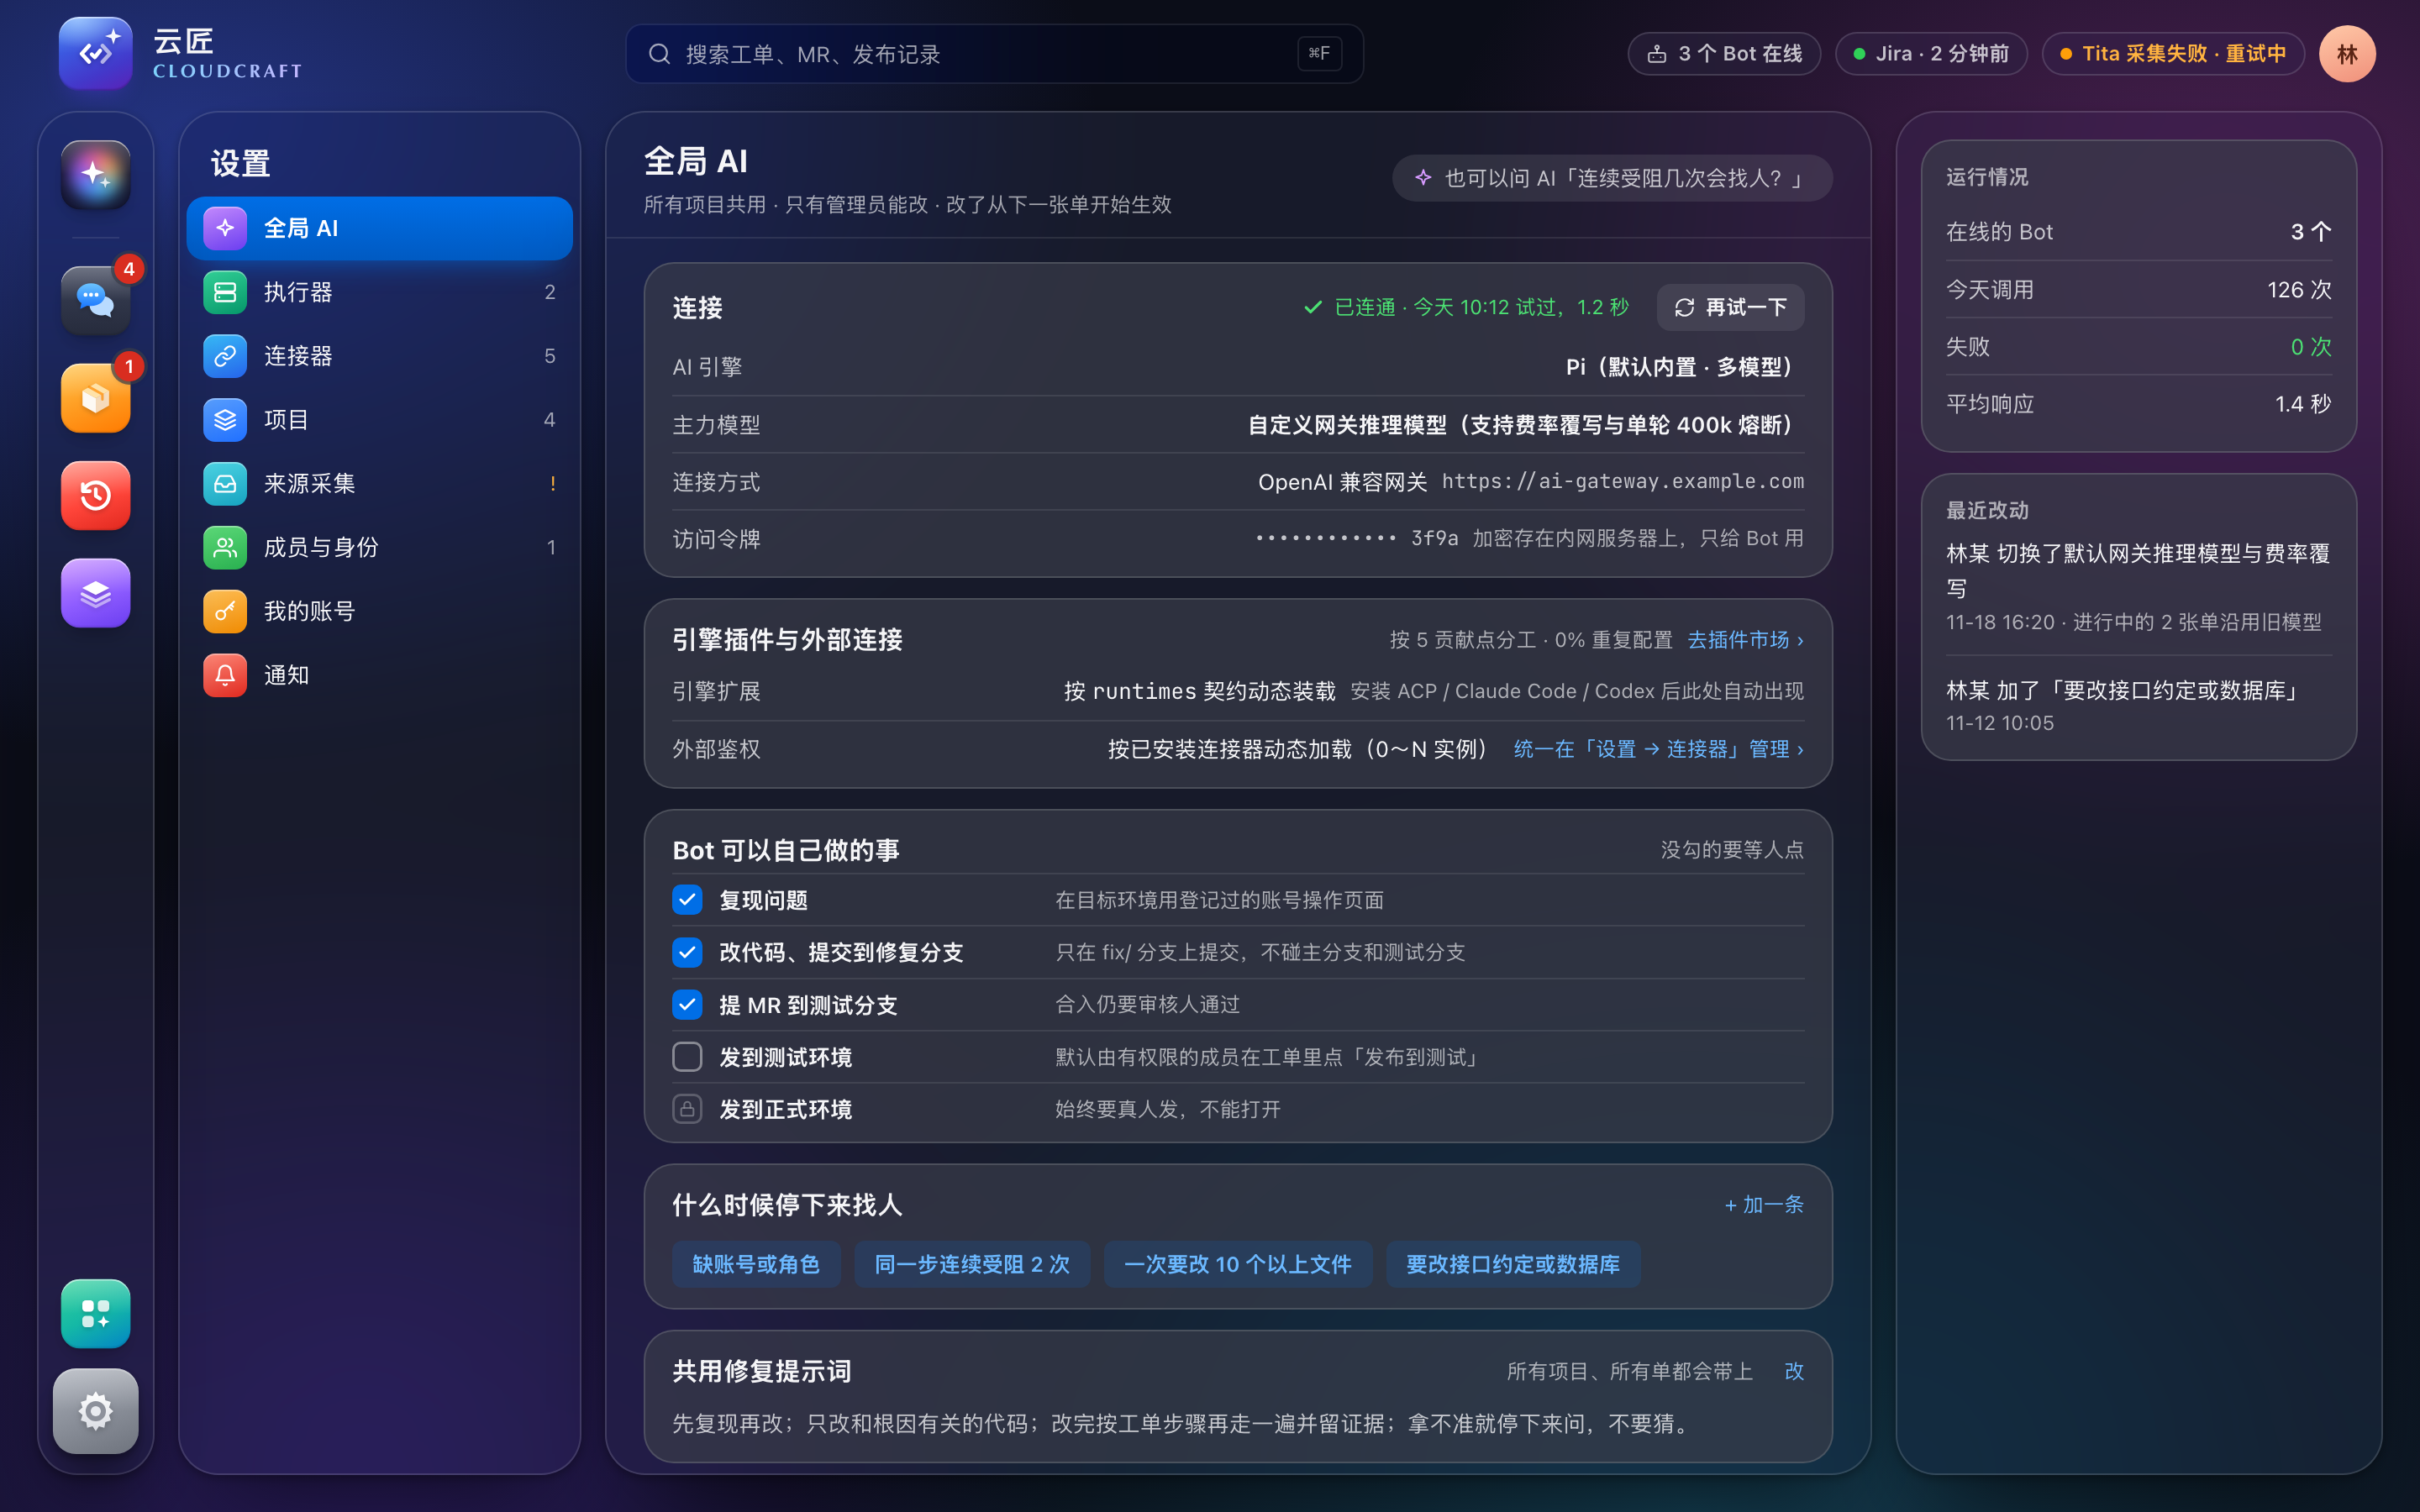 云匠
CLOUDCRAFT
搜索工单、MR、发布记录
⌘F
3 个 Bot 在线
Jira · 2 分钟前
Tita 采集失败 · 重试中
林
4
1
设置
全局 AI
执行器 2
连接器 5
项目 4
来源采集 !
成员与身份 1
我的账号
通知
全局 AI
所有项目共用 · 只有管理员能改 · 改了从下一张单开始生效
也可以问 AI「连续受阻几次会找人？」
连接
已连通 · 今天 10:12 试过，1.2 秒
再试一下
AI 引擎 Pi（默认内置 · 多模型）
主力模型 自定义网关推理模型（支持费率覆写与单轮 400k 熔断）
连接方式 OpenAI 兼容网关 https://ai-gateway.example.com
访问令牌 •••••••••••• 3f9a 加密存在内网服务器上，只给 Bot 用
引擎插件与外部连接 按 5 贡献点分工 · 0% 重复配置 去插件市场 ›
引擎扩展 按 runtimes 契约动态装载 安装 ACP / Claude Code / Codex 后此处自动出现
外部鉴权 按已安装连接器动态加载（0～N 实例） 统一在「设置 → 连接器」管理 ›
Bot 可以自己做的事 没勾的要等人点
复现问题 在目标环境用登记过的账号操作页面
改代码、提交到修复分支 只在 fix/ 分支上提交，不碰主分支和测试分支
提 MR 到测试分支 合入仍要审核人通过
发到测试环境 默认由有权限的成员在工单里点「发布到测试」
发到正式环境 始终要真人发，不能打开
什么时候停下来找人 + 加一条
缺账号或角色 同一步连续受阻 2 次 一次要改 10 个以上文件 要改接口约定或数据库
共用修复提示词 所有项目、所有单都会带上 改
先复现再改；只改和根因有关的代码；改完按工单步骤再走一遍并留证据；拿不准就停下来问，不要猜。
运行情况
在线的 Bot 3 个
今天调用 126 次
失败 0 次
平均响应 1.4 秒
最近改动
林某 切换了默认网关推理模型与费率覆
写
11-18 16:20 · 进行中的 2 张单沿用旧模型
林某 加了「要改接口约定或数据库」
11-12 10:05